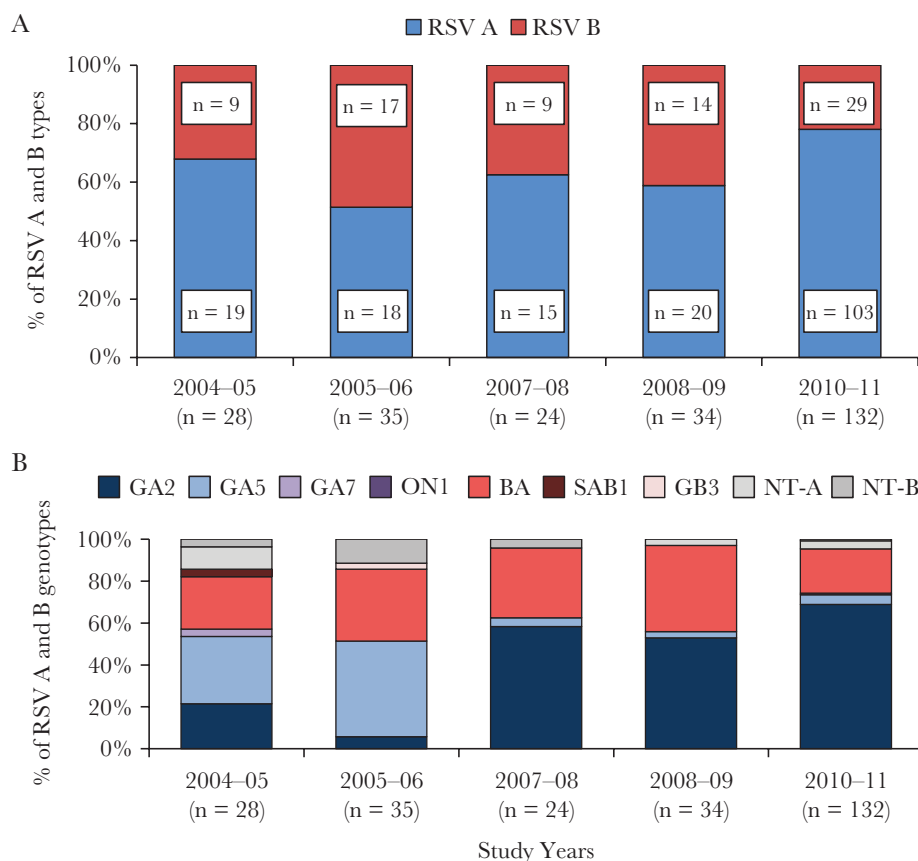 A
RSV A RSV B
% of RSV A and B types
100%
80%
60%
40%
20%
0%
n = 9 n = 17 n = 9 n = 14 n = 29
n = 19 n = 18 n = 15 n = 20 n = 103
2004–05 2005–06 2007–08 2008–09 2010–11
(n = 28) (n = 35) (n = 24) (n = 34) (n = 132)
B
GA2 GA5 GA7 ON1 BA SAB1 GB3 NT-A NT-B
% of RSV A and B genotypes
100%
80%
60%
40%
20%
0%
2004–05 2005–06 2007–08 2008–09 2010–11
(n = 28) (n = 35) (n = 24) (n = 34) (n = 132)
Study Years